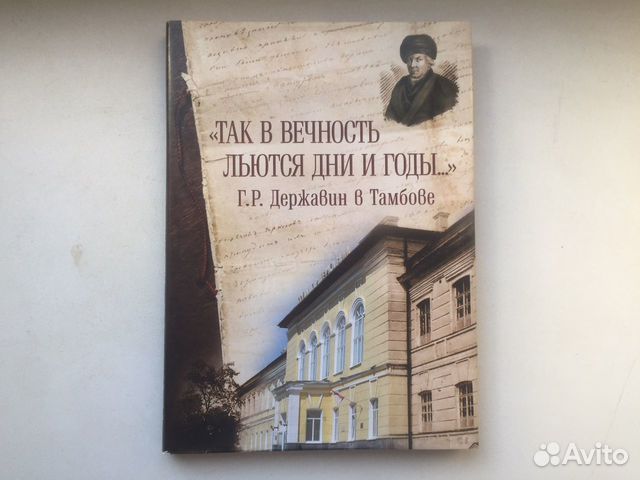 «ТАК В ВЕЧНОСТЬ
ЛЬЮТСЯ ДНИ И ГОДЫ...»
Г.Р. Державин в Тамбове
Avito